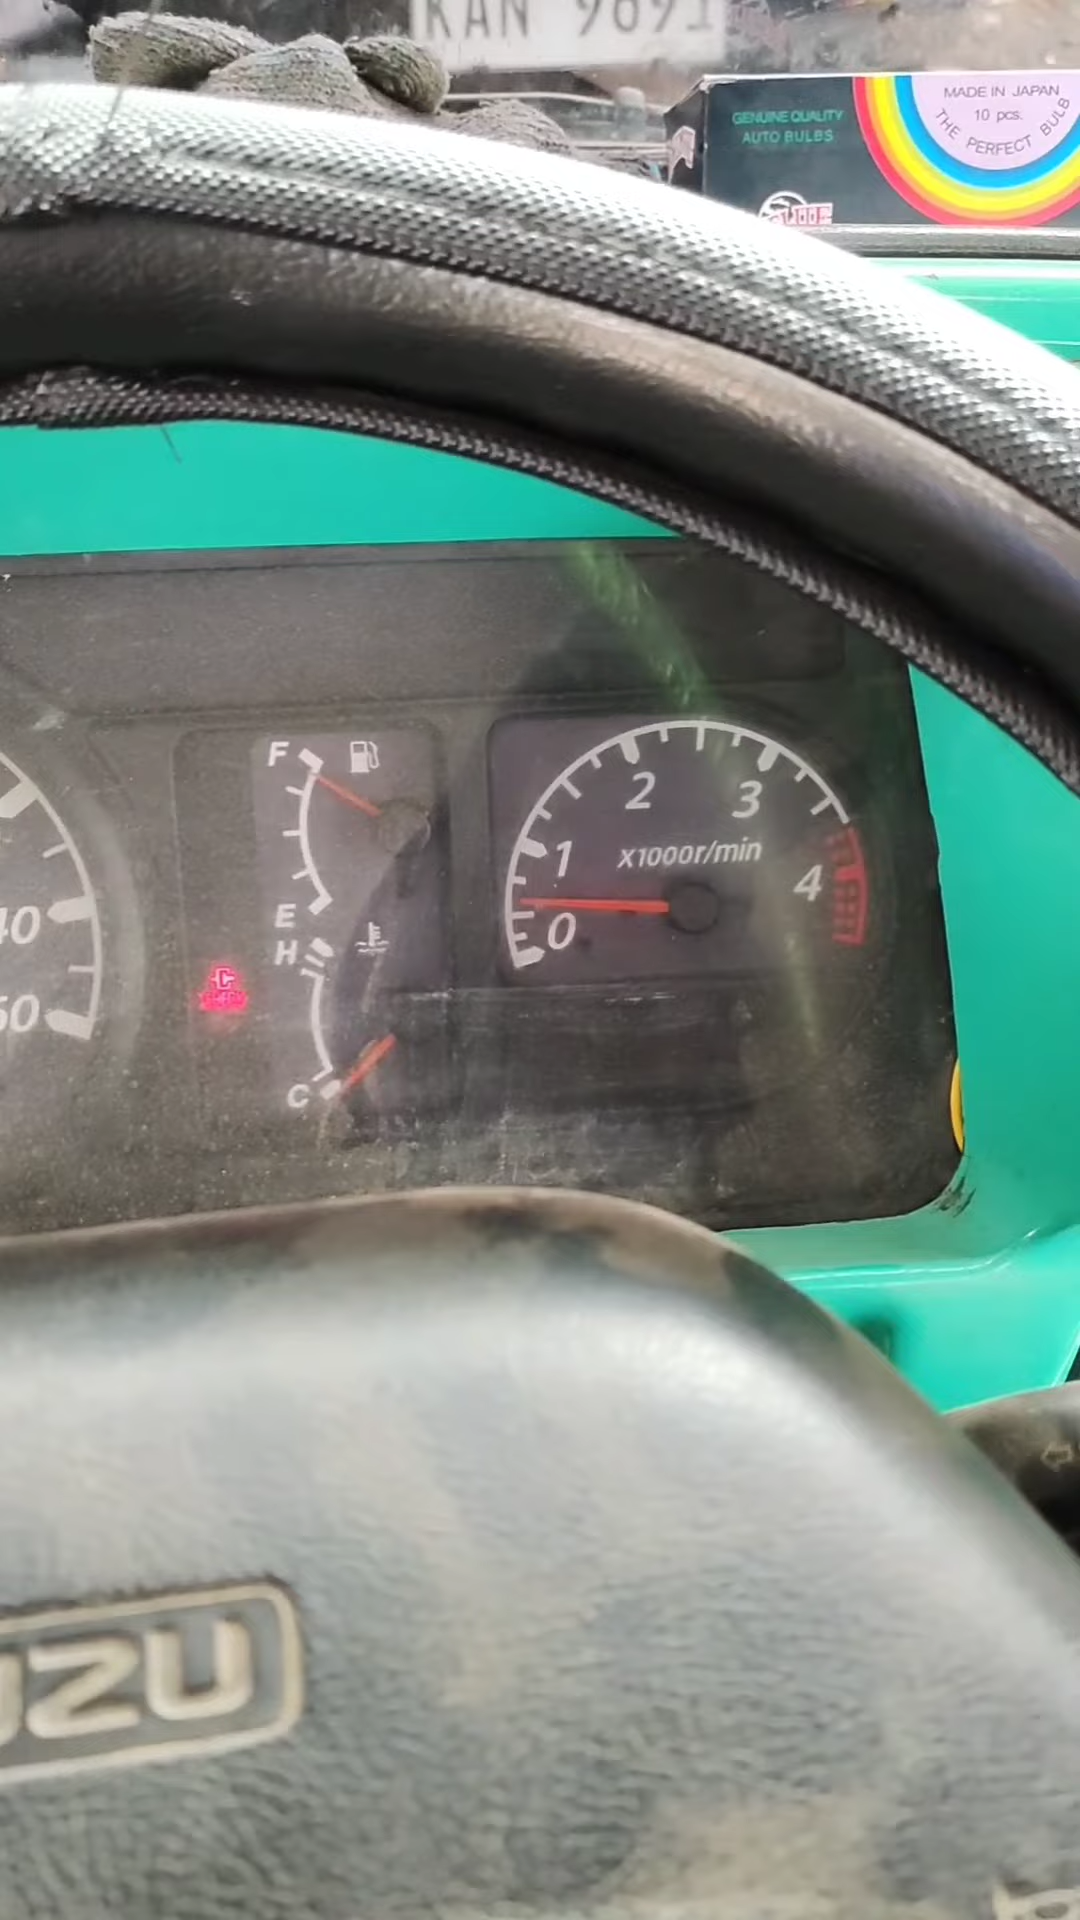 KAN 9691
GENUINE QUALITY
AUTO BULBS
MADE IN JAPAN
10 pcs.
THE PERFECT BULB
F
E
H
C
40
60
0
1
2
3
4
X1000r/min
UZU